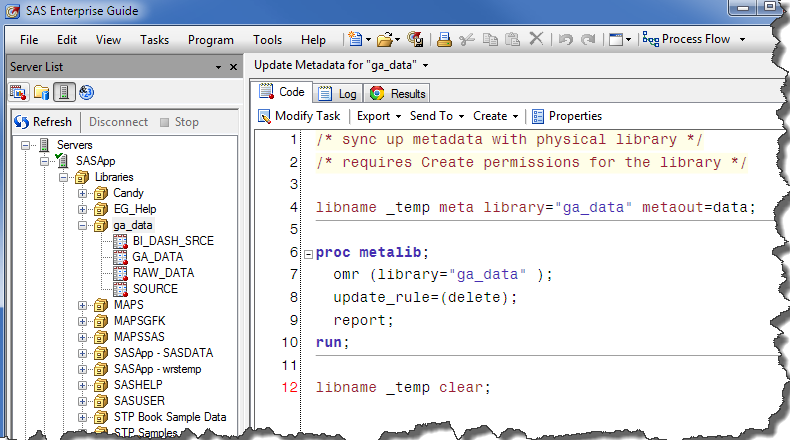 SAS Enterprise Guide
File Edit View Tasks Program Tools Help Process Flow
Server List
Update Metadata for "ga_data"
Code Log Results
Refresh Disconnect Stop
Modify Task Export Send To Create Properties
Servers
SASApp
Libraries
Candy
EG_Help
ga_data
BI_DASH_SRCE
GA_DATA
RAW_DATA
SOURCE
MAPS
MAPSGFK
MAPSSAS
SASApp - SASDATA
SASApp - wrstemp
SASHELP
SASUSER
STP Book Sample Data
STP Samples
1 /* sync up metadata with physical library */
2 /* requires Create permissions for the library */
3
4 libname _temp meta library="ga_data" metaout=data;
5
6 proc metalib;
7 omr (library="ga_data" );
8 update_rule=(delete);
9 report;
10 run;
11
12 libname _temp clear;